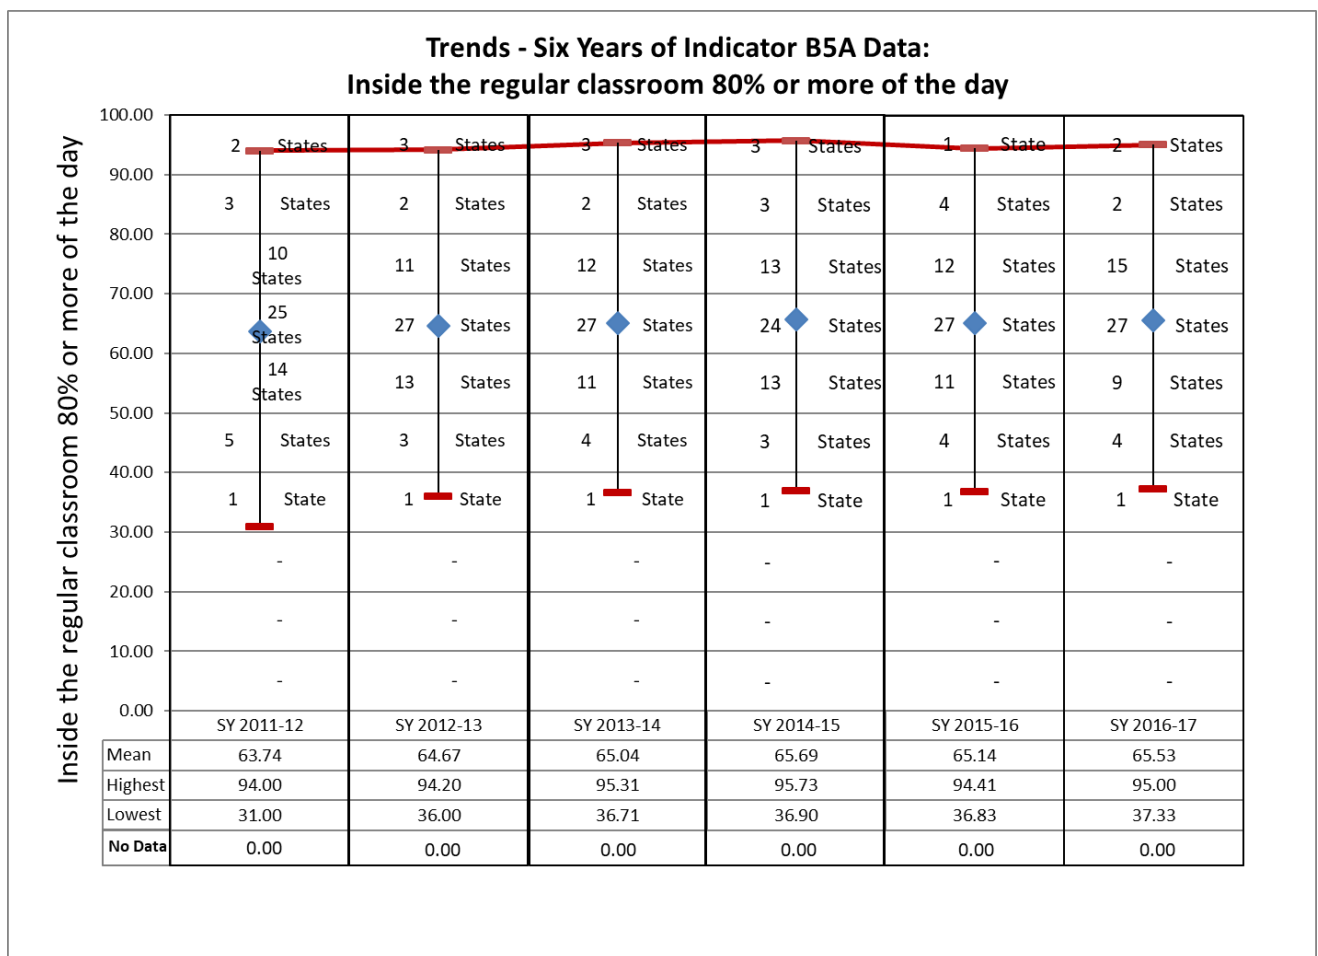 Trends - Six Years of Indicator B5A Data:
Inside the regular classroom 80% or more of the day
Inside the regular classroom 80% or more of the day
100.00
2 States 3 States 3 States 3 States 1 State 2 States
90.00
3 States 2 States 2 States 3 States 4 States 2 States
80.00
10
States
11 States 12 States 13 States 12 States 15 States
70.00
25
States
27 States 27 States 24 States 27 States 27 States
60.00
14
States
13 States 11 States 13 States 11 States 9 States
50.00
5 States 3 States 4 States 3 States 4 States 4 States
40.00
1 State 1 State 1 State 1 State 1 State 1 State
30.00
- - - - - -
20.00
- - - - - -
10.00
- - - - - -
0.00
SY 2011-12 SY 2012-13 SY 2013-14 SY 2014-15 SY 2015-16 SY 2016-17
Mean 63.74 64.67 65.04 65.69 65.14 65.53
Highest 94.00 94.20 95.31 95.73 94.41 95.00
Lowest 31.00 36.00 36.71 36.90 36.83 37.33
No Data 0.00 0.00 0.00 0.00 0.00 0.00